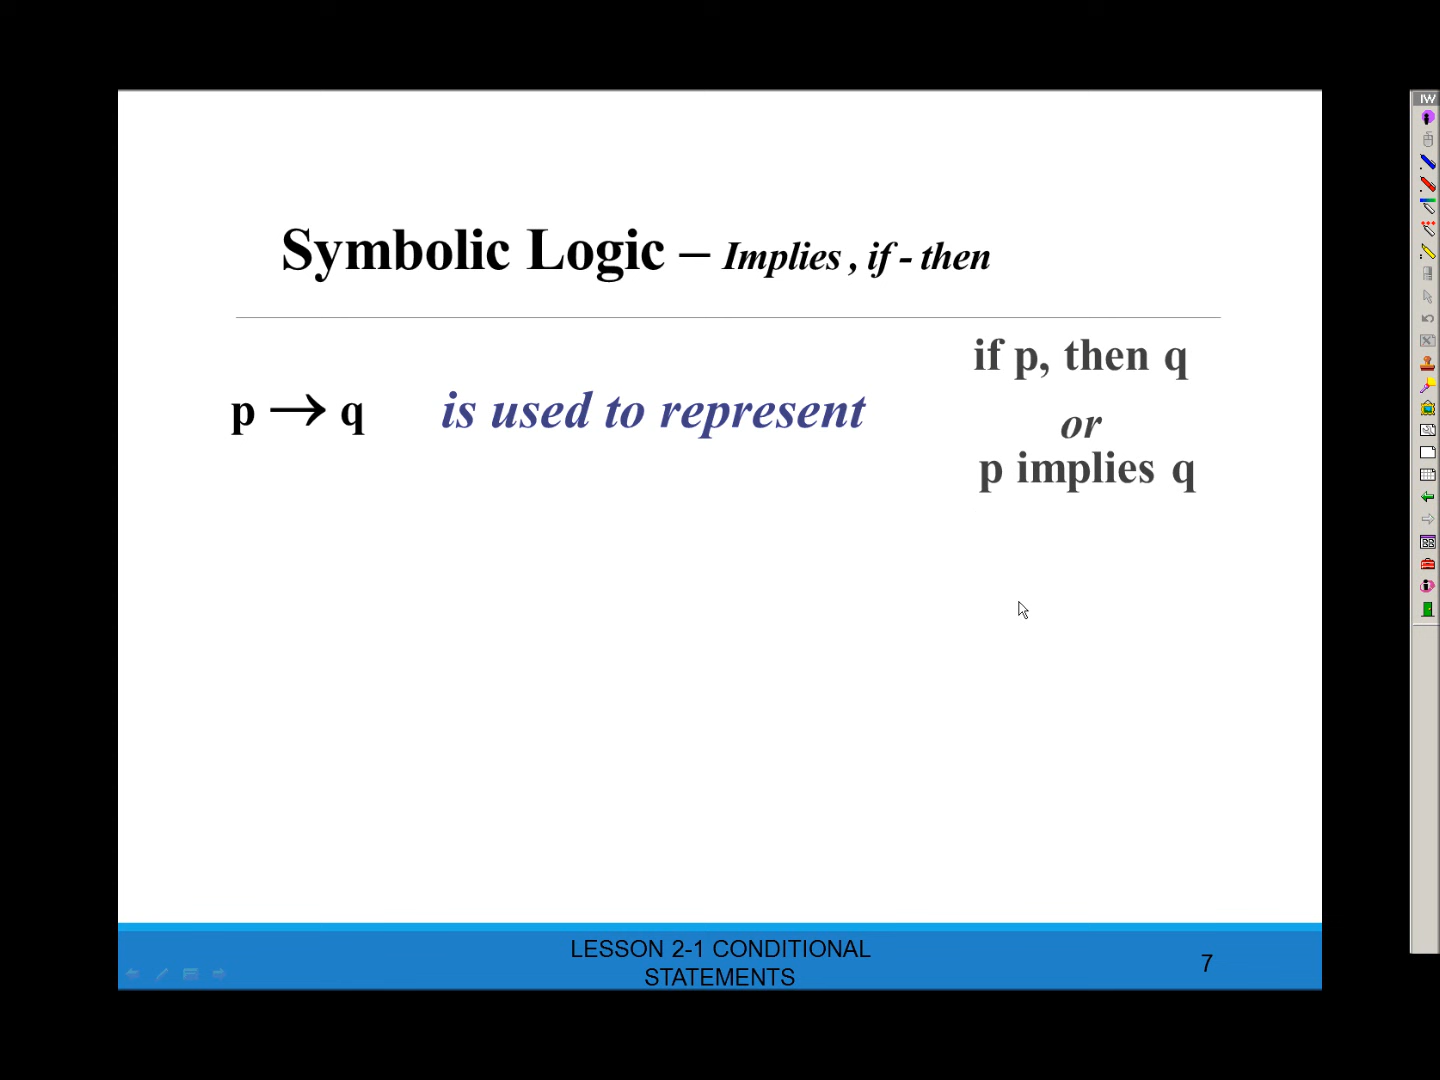 IW
Symbolic Logic – Implies , if - then
if p, then q
p → q is used to represent
or
p implies q
LESSON 2-1 CONDITIONAL
STATEMENTS
7